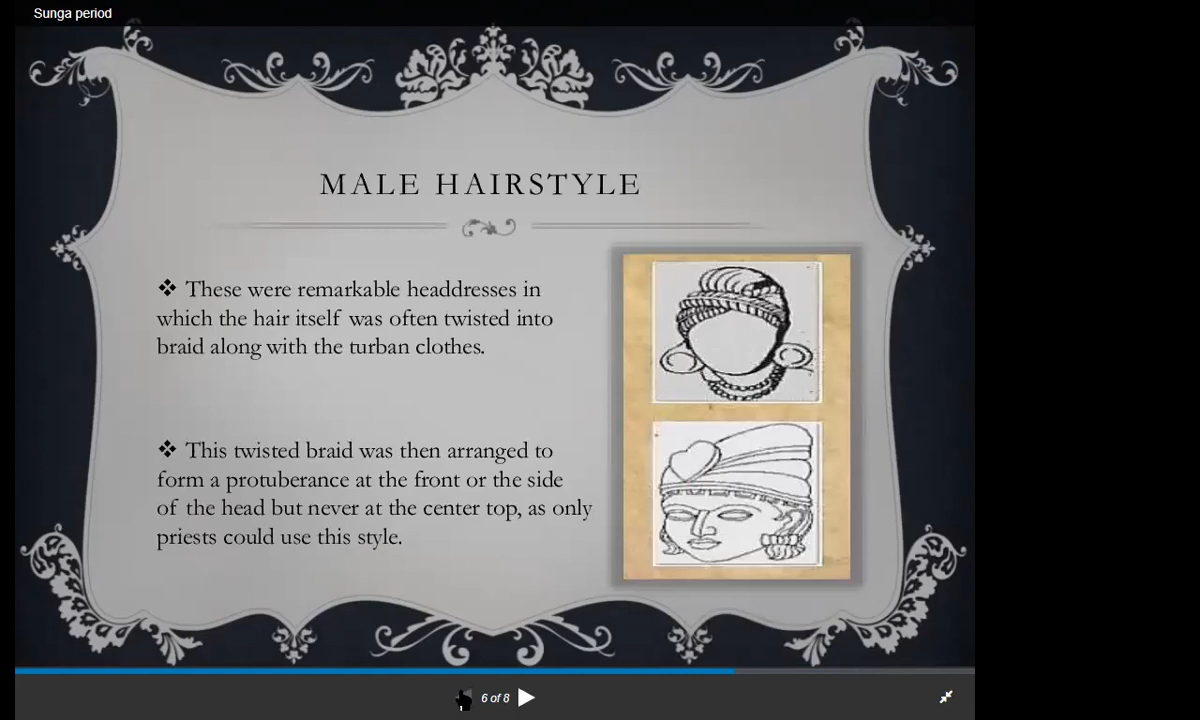 Sunga period
MALE HAIRSTYLE
❖ These were remarkable headdresses in
which the hair itself was often twisted into
braid along with the turban clothes.
❖ This twisted braid was then arranged to
form a protuberance at the front or the side
of the head but never at the center top, as only
priests could use this style.
6 of 8